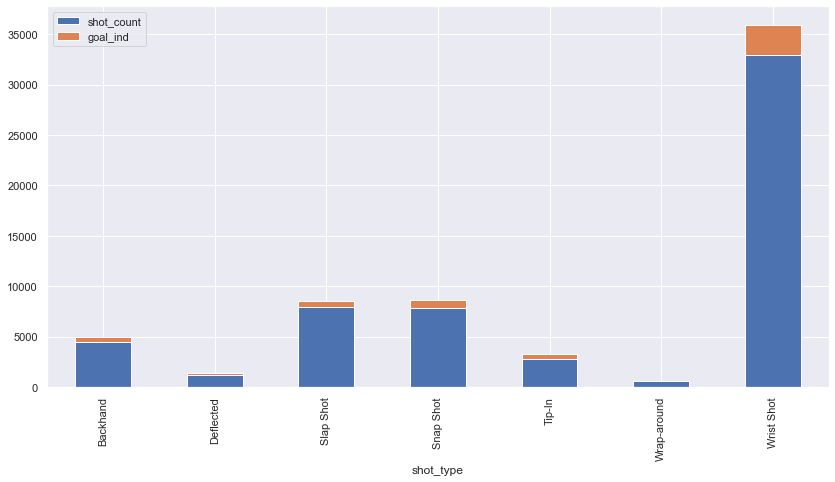 shot_count
goal_ind
35000
30000
25000
20000
15000
10000
5000
0
Backhand
Deflected
Slap Shot
Snap Shot
Tip-In
Wrap-around
Wrist Shot
shot_type